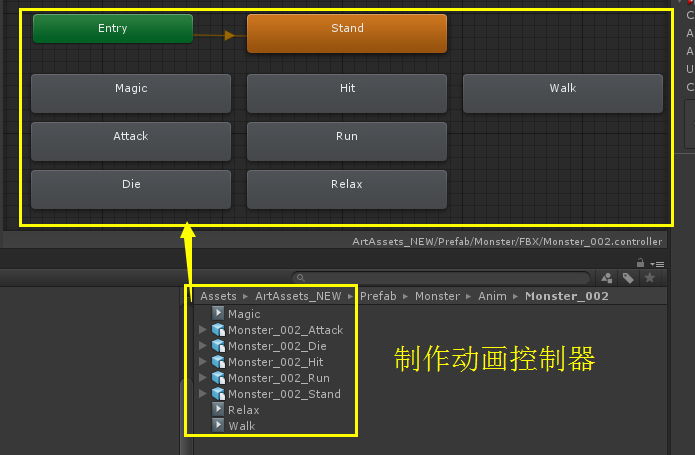 Entry
Stand
Magic
Hit
Walk
Attack
Run
Die
Relax
ArtAssets_NEW/Prefab/Monster/FBX/Monster_002.controller
Assets ▸ ArtAssets_NEW ▸ Prefab ▸ Monster ▸ Anim ▸ Monster_002
Magic
Monster_002_Attack
Monster_002_Die
Monster_002_Hit
Monster_002_Run
Monster_002_Stand
Relax
Walk
制作动画控制器
C
A
A
U
C